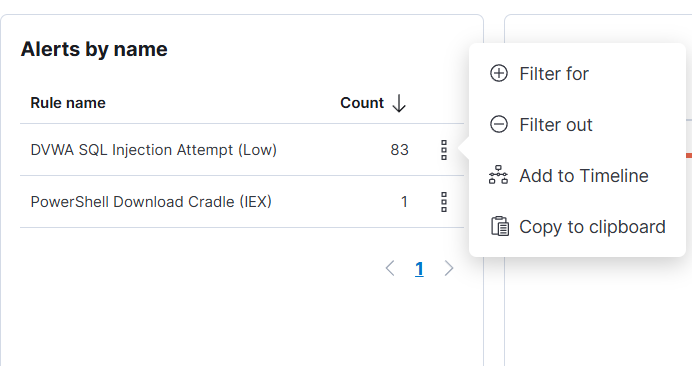 Alerts by name
Rule name Count
DVWA SQL Injection Attempt (Low) 83
PowerShell Download Cradle (IEX) 1
1
Filter for
Filter out
Add to Timeline
Copy to clipboard